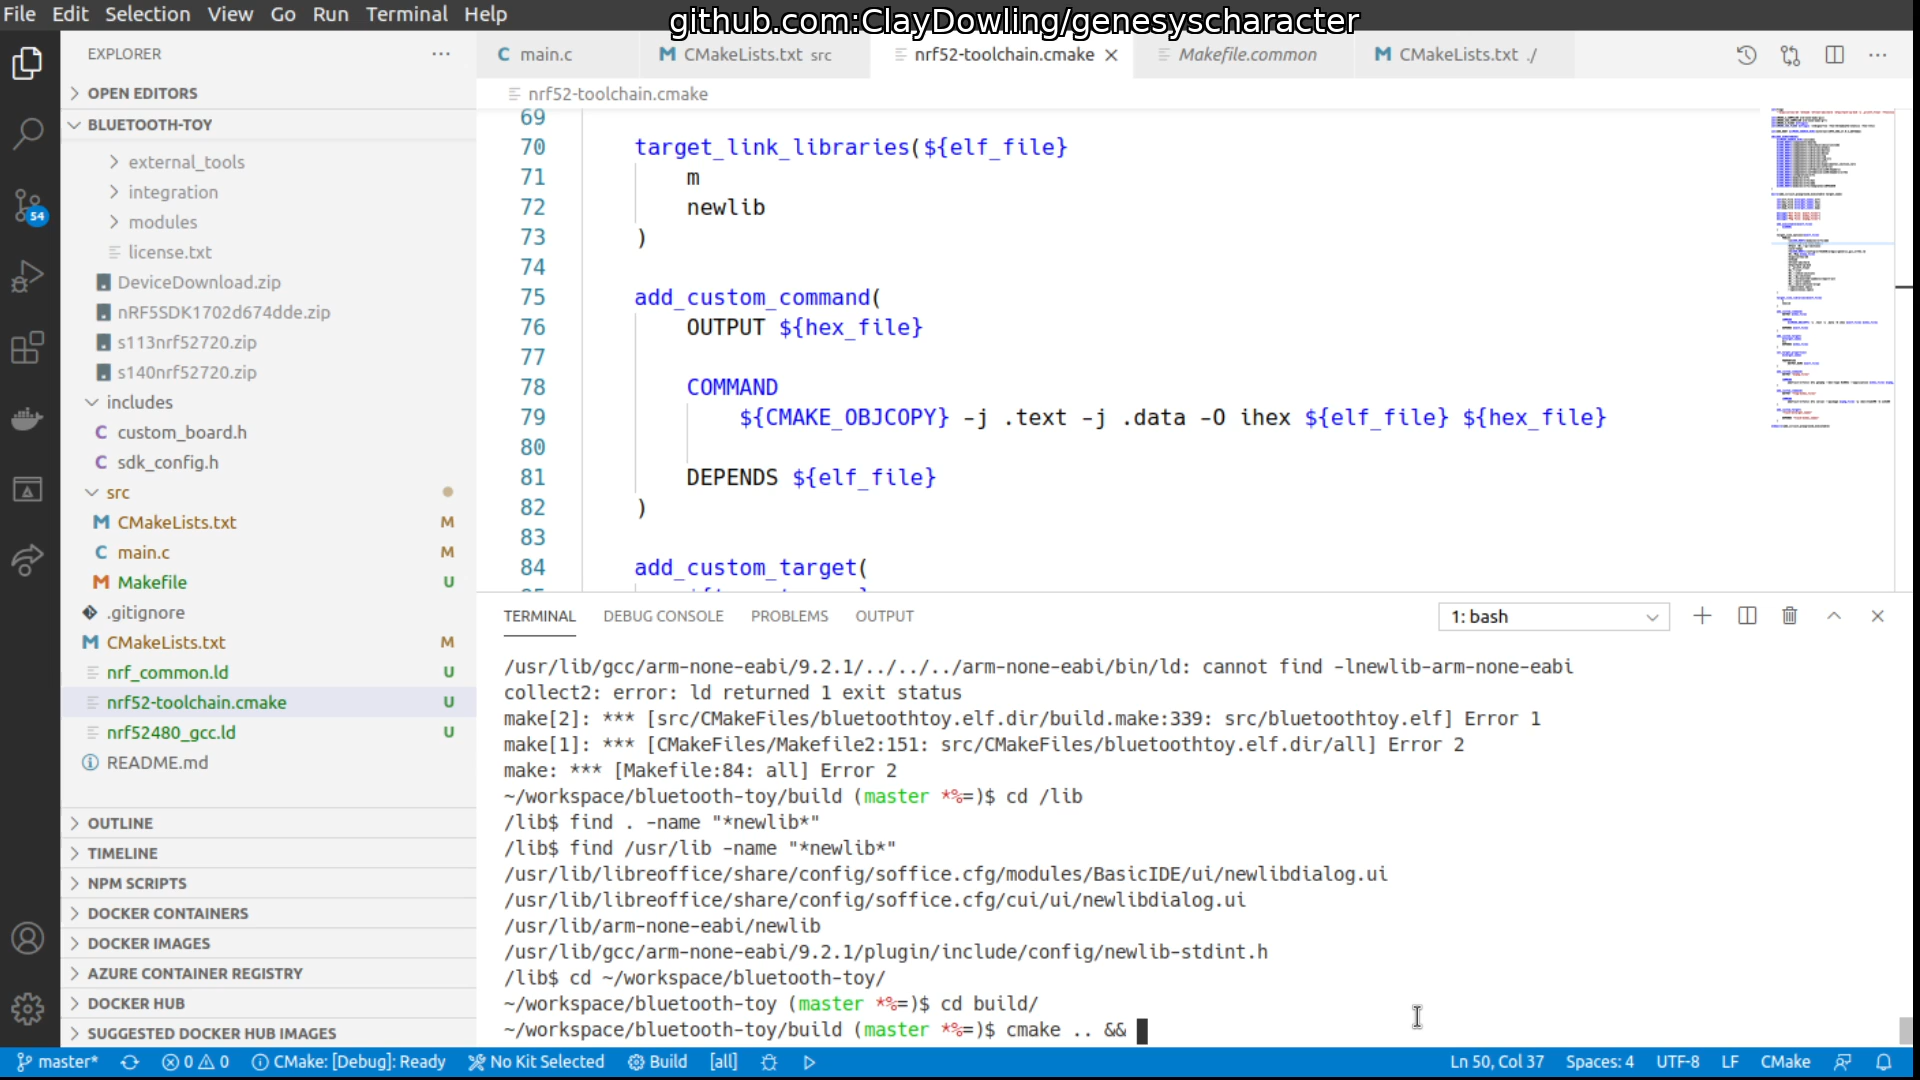 File Edit Selection View Go Run Terminal Help
github.com:ClayDowling/genesyscharacter
EXPLORER
main.c
CMakeLists.txt src
nrf52-toolchain.cmake
Makefile.common
CMakeLists.txt ./
OPEN EDITORS
BLUETOOTH-TOY
external_tools
integration
modules
license.txt
DeviceDownload.zip
nRF5SDK1702d674dde.zip
s113nrf52720.zip
s140nrf52720.zip
includes
custom_board.h
sdk_config.h
src
CMakeLists.txt M
main.c M
Makefile U
.gitignore
CMakeLists.txt M
nrf_common.ld U
nrf52-toolchain.cmake U
nrf52480_gcc.ld U
README.md
OUTLINE
TIMELINE
NPM SCRIPTS
DOCKER CONTAINERS
DOCKER IMAGES
AZURE CONTAINER REGISTRY
DOCKER HUB
SUGGESTED DOCKER HUB IMAGES
54
nrf52-toolchain.cmake
69
70 target_link_libraries(${elf_file}
71 m
72 newlib
73 )
74
75 add_custom_command(
76 OUTPUT ${hex_file}
77
78 COMMAND
79 ${CMAKE_OBJCOPY} -j .text -j .data -O ihex ${elf_file} ${hex_file}
80
81 DEPENDS ${elf_file}
82 )
83
84 add_custom_target(
TERMINAL DEBUG CONSOLE PROBLEMS OUTPUT
1: bash
/usr/lib/gcc/arm-none-eabi/9.2.1/../../../arm-none-eabi/bin/ld: cannot find -lnewlib-arm-none-eabi
collect2: error: ld returned 1 exit status
make[2]: *** [src/CMakeFiles/bluetoothtoy.elf.dir/build.make:339: src/bluetoothtoy.elf] Error 1
make[1]: *** [CMakeFiles/Makefile2:151: src/CMakeFiles/bluetoothtoy.elf.dir/all] Error 2
make: *** [Makefile:84: all] Error 2
~/workspace/bluetooth-toy/build (master *%=)$ cd /lib
/lib$ find . -name "*newlib*"
/lib$ find /usr/lib -name "*newlib*"
/usr/lib/libreoffice/share/config/soffice.cfg/modules/BasicIDE/ui/newlibdialog.ui
/usr/lib/libreoffice/share/config/soffice.cfg/cui/ui/newlibdialog.ui
/usr/lib/arm-none-eabi/newlib
/usr/lib/gcc/arm-none-eabi/9.2.1/plugin/include/config/newlib-stdint.h
/lib$ cd ~/workspace/bluetooth-toy/
~/workspace/bluetooth-toy (master *%=)$ cd build/
~/workspace/bluetooth-toy/build (master *%=)$ cmake .. &&
master* 0 0 CMake: [Debug]: Ready No Kit Selected Build [all] Ln 50, Col 37 Spaces: 4 UTF-8 LF CMake